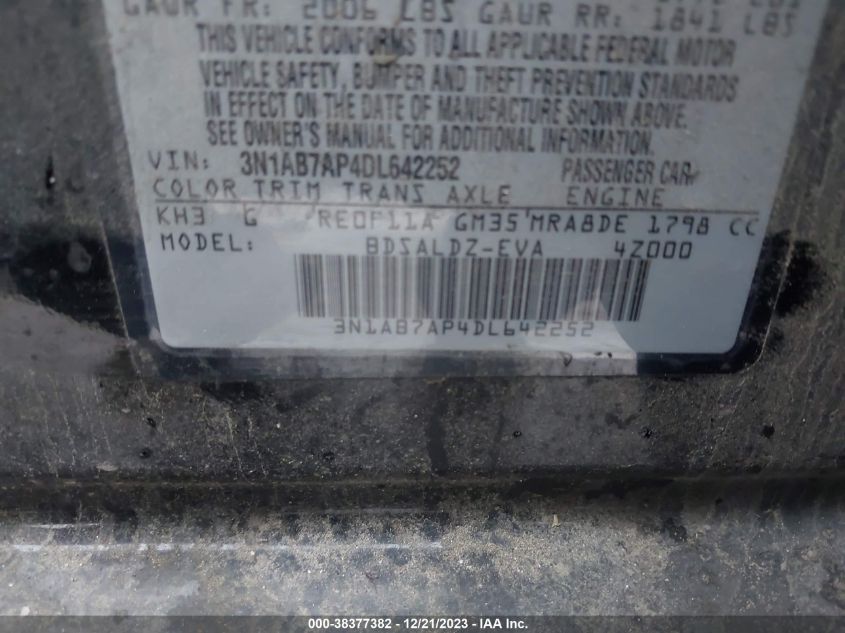 GAWR FR: 2006 LBS GAWR RR: 1841 LBS
THIS VEHICLE CONFORMS TO ALL APPLICABLE FEDERAL MOTOR
VEHICLE SAFETY, BUMPER AND THEFT PREVENTION STANDARDS
IN EFFECT ON THE DATE OF MANUFACTURE SHOWN ABOVE.
SEE OWNER'S MANUAL FOR ADDITIONAL INFORMATION.
VIN: 3N1AB7AP4DL642252 PASSENGER CAR
COLOR TRIM TRANS AXLE ENGINE
KH3 G RE0F11A GM35 MRA8DE 1798 CC
MODEL: BDSALDZ-EVA 4Z000
3N1AB7AP4DL642252
000-38377382 - 12/21/2023 - IAA Inc.